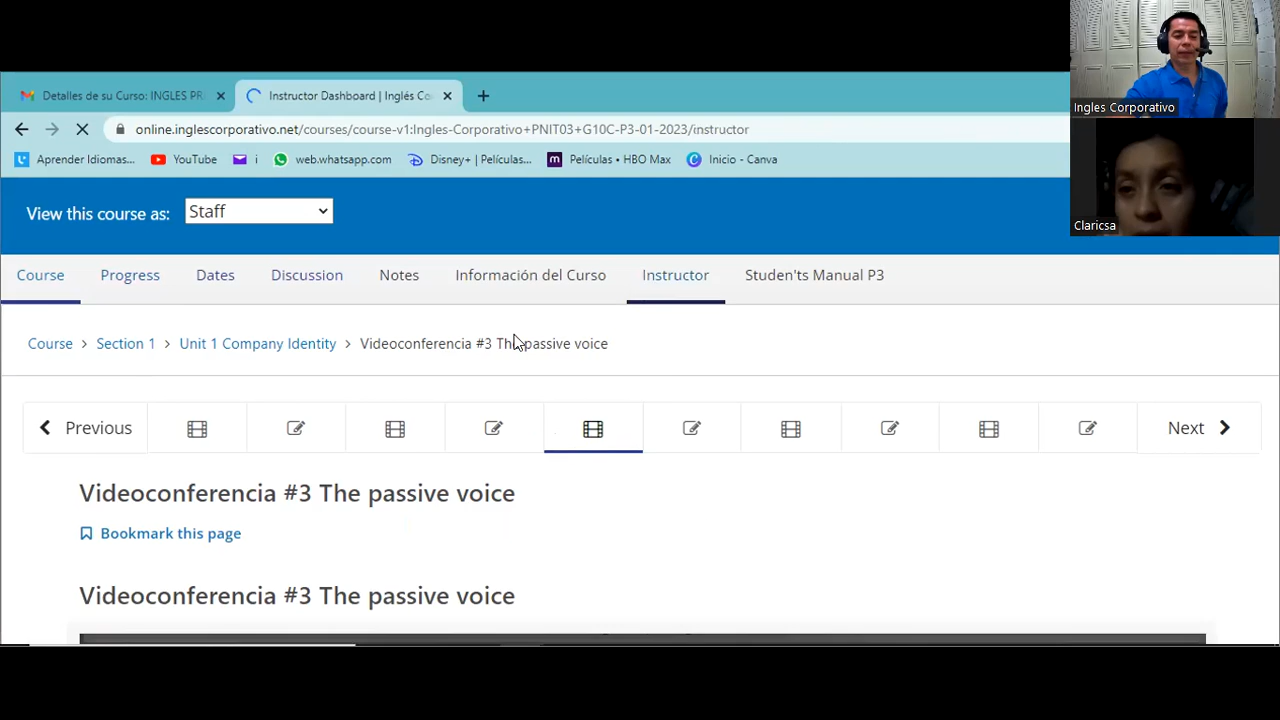 Detalles de su Curso: INGLES PR
Instructor Dashboard | Inglés Co
online.inglescorporativo.net/courses/course-v1:Ingles-Corporativo+PNIT03+G10C-P3-01-2023/instructor
Aprender Idiomas...
YouTube
i
web.whatsapp.com
Disney+ | Películas...
Películas • HBO Max
Inicio - Canva
Ingles Corporativo
Claricsa
View this course as:
Staff
Course
Progress
Dates
Discussion
Notes
Información del Curso
Instructor
Studen'ts Manual P3
Course > Section 1 > Unit 1 Company Identity > Videoconferencia #3 The passive voice
Previous
Next
Videoconferencia #3 The passive voice
Bookmark this page
Videoconferencia #3 The passive voice